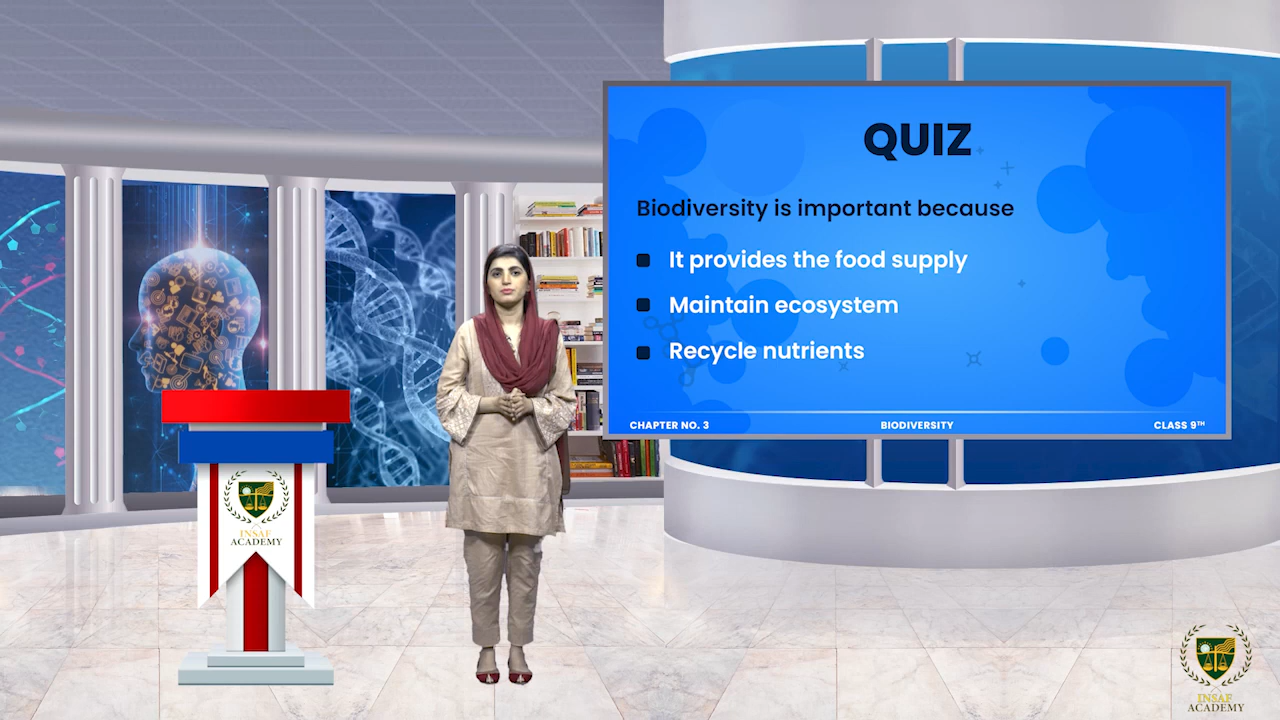 QUIZ
Biodiversity is important because
It provides the food supply
Maintain ecosystem
Recycle nutrients
CHAPTER NO. 3
BIODIVERSITY
CLASS 9TH
INSAF
ACADEMY
INSAF
ACADEMY